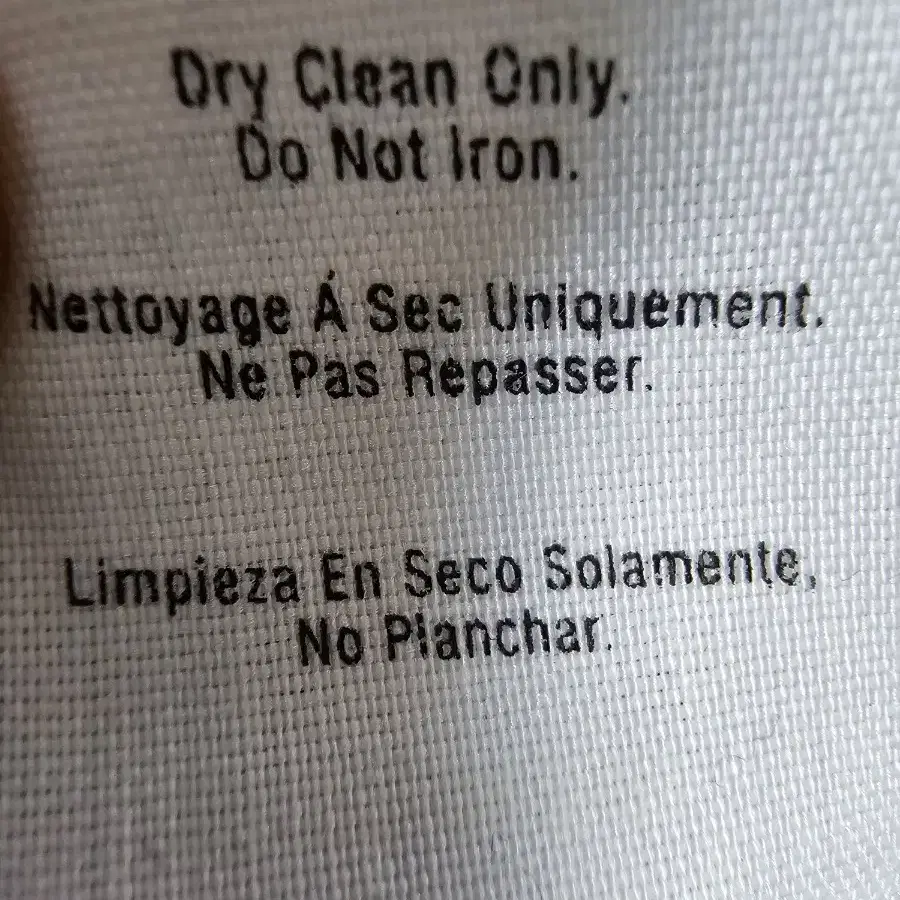 Dry Clean Only.
Do Not Iron.
Nettoyage Á Sec Uniquement.
Ne Pas Repasser.
Limpieza En Seco Solamente,
No Planchar.